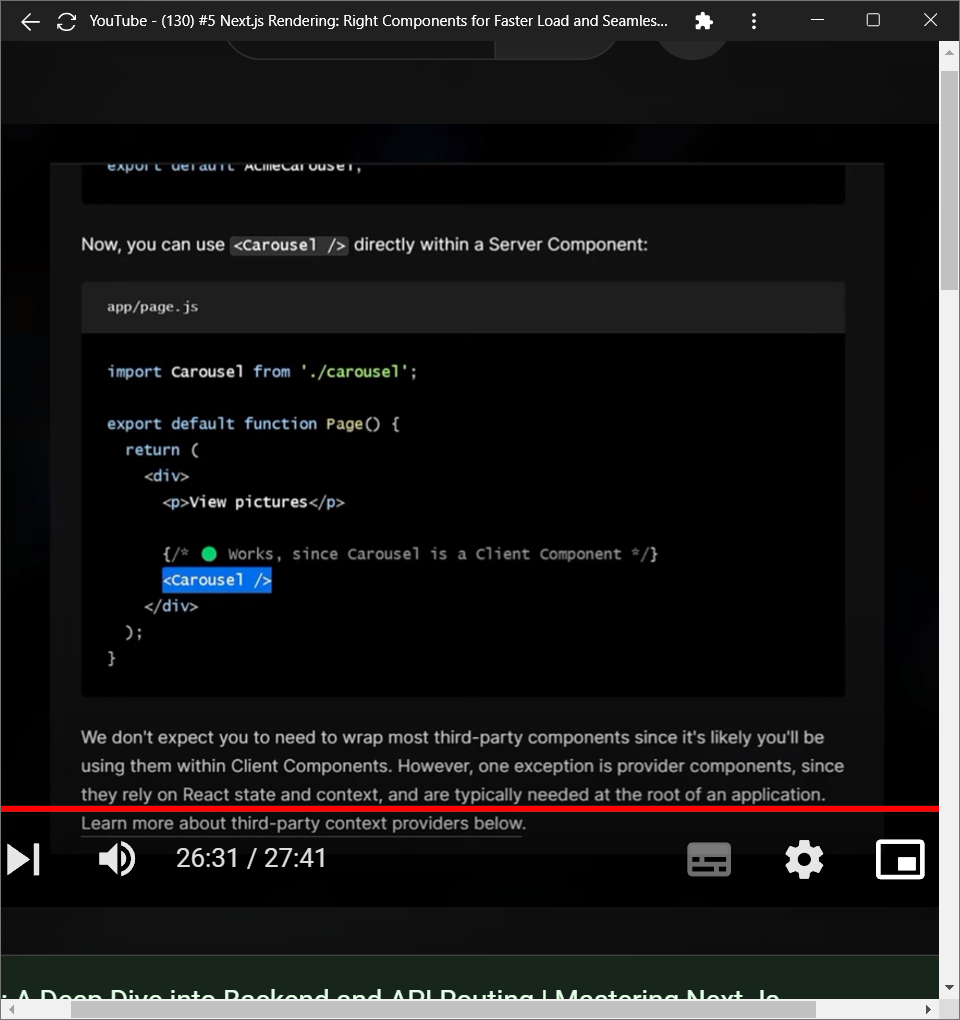 YouTube - (130) #5 Next.js Rendering: Right Components for Faster Load and Seamles...
export default AcmeCarousel;
Now, you can use <Carousel /> directly within a Server Component:
app/page.js
import Carousel from './carousel';
export default function Page() {
return (
<div>
<p>View pictures</p>
{/* 🟢 Works, since Carousel is a Client Component */}
<Carousel />
</div>
);
}
We don't expect you to need to wrap most third-party components since it's likely you'll be
using them within Client Components. However, one exception is provider components, since
they rely on React state and context, and are typically needed at the root of an application.
Learn more about third-party context providers below.
26:31 / 27:41
: A Deep Dive into Backend and API Routing | Mastering Next.Js